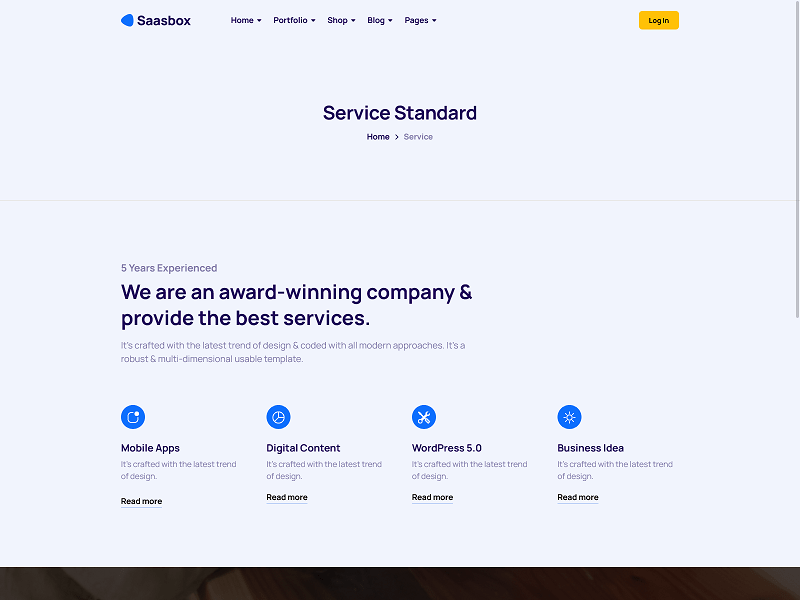 Saasbox
Home Portfolio Shop Blog Pages
Log In
Service Standard
Home > Service
5 Years Experienced
We are an award-winning company &
provide the best services.
It's crafted with the latest trend of design & coded with all modern approaches. It's a
robust & multi-dimensional usable template.
Mobile Apps
It's crafted with the latest trend
of design.
Read more
Digital Content
It's crafted with the latest trend
of design.
Read more
WordPress 5.0
It's crafted with the latest trend
of design.
Read more
Business Idea
It's crafted with the latest trend
of design.
Read more